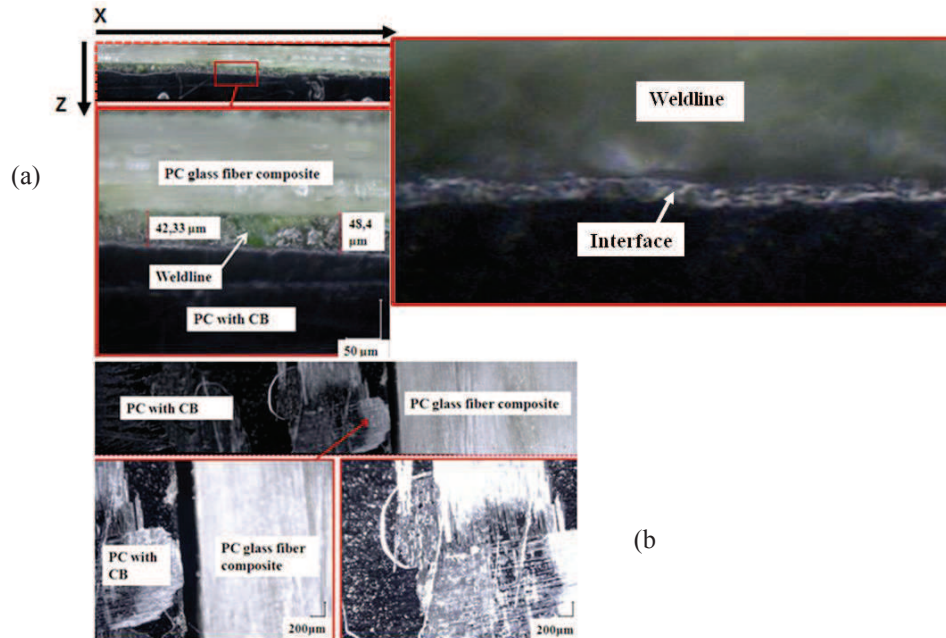 X
Z
(a)
Weldline
Interface
PC glass fiber composite
42,33 µm
48,4
µm
Weldline
PC with CB
50 µm
PC with CB
PC glass fiber composite
PC with
CB
PC glass fiber
composite
200µm
200µm
(b